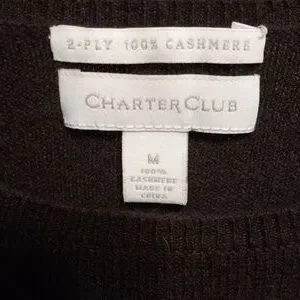 2-PLY 100% CASHMERE
CHARTER CLUB
M
100%
CASHMERE
MADE IN
CHINA